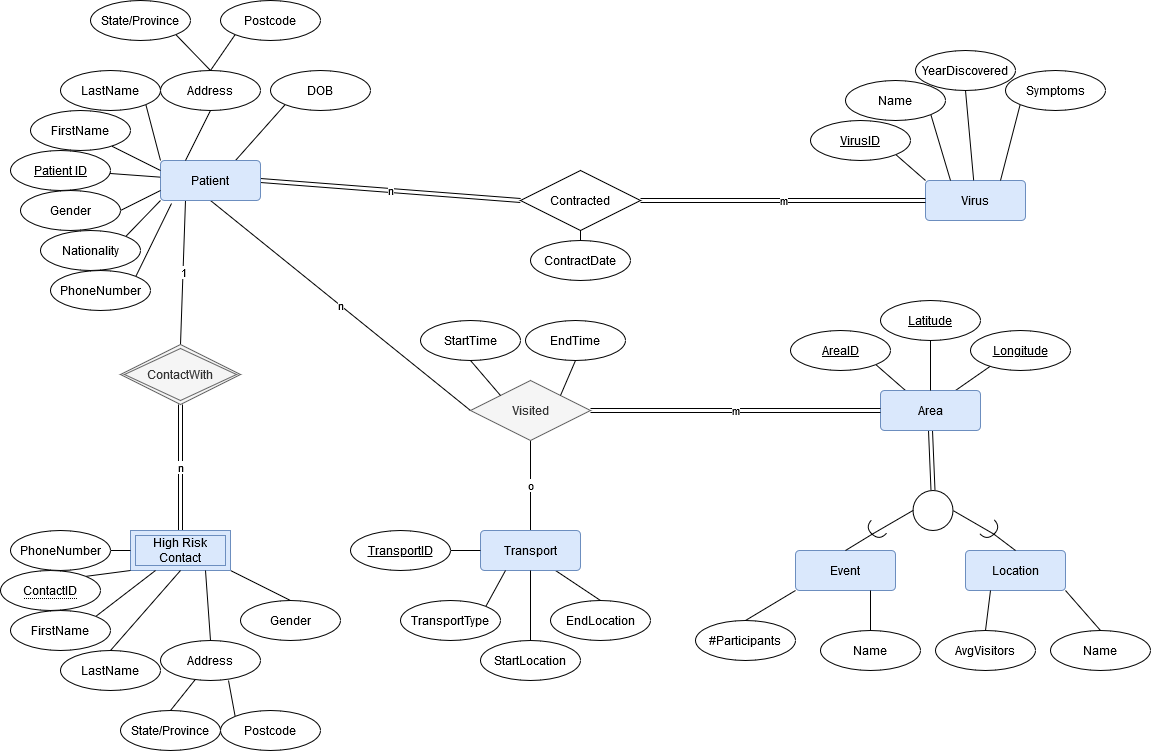 State/Province
Postcode
LastName
Address
DOB
FirstName
Patient ID
Patient
Gender
Nationality
PhoneNumber
n
Contracted
ContractDate
m
YearDiscovered
Name
Symptoms
VirusID
Virus
1
ContactWith
n
n
StartTime
EndTime
Visited
m
o
Latitude
AreaID
Longitude
Area
PhoneNumber
High Risk
Contact
ContactID
FirstName
LastName
Address
Gender
State/Province
Postcode
TransportID
Transport
TransportType
EndLocation
StartLocation
Event
Location
#Participants
Name
AvgVisitors
Name